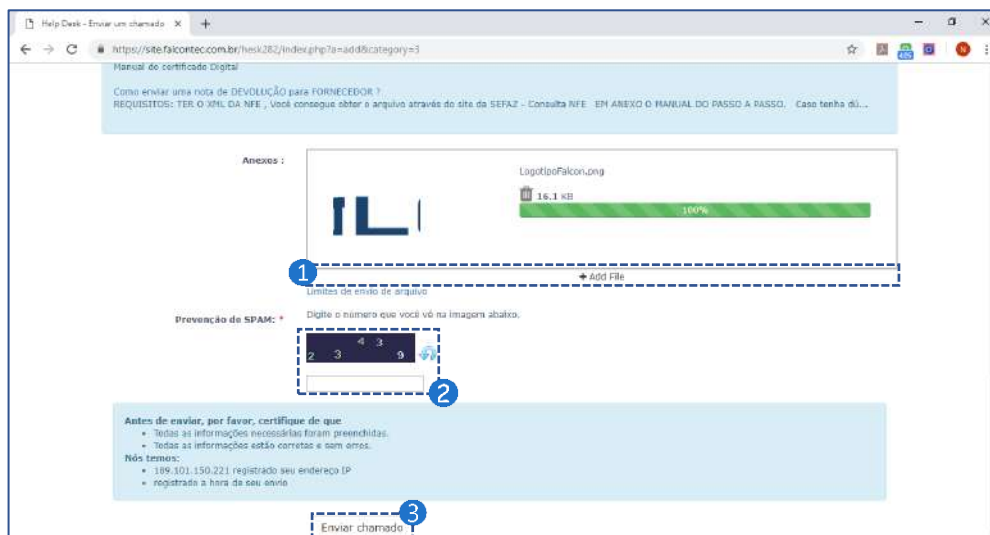 Help Desk - Enviar um chamado
https://site.falcontec.com.br/hesk282/index.php?a=add&category=3
Manual do certificado Digital
Como enviar uma nota de DEVOLUÇÃO para FORNECEDOR ?
REQUISITOS: TER O XML DA NFE , Você consegue obter o arquivo através do site da SEFAZ - Consulta NFE EM ANEXO O MANUAL DO PASSO A PASSO. Caso tenha dú...
Anexos :
LogotipoFalcon.png
16.1 KB
100%
1
+ Add File
Limites de envio de arquivo
Prevenção de SPAM: *
Digite o número que você vê na imagem abaixo.
2 3 4 3 9
2
Antes de enviar, por favor, certifique de que
• Todas as informações necessárias foram preenchidas.
• Todas as informações estão corretas e sem erros.
Nós temos:
• 189.101.150.221 registrado seu endereço IP
• registrado a hora de seu envio
3
Enviar chamado